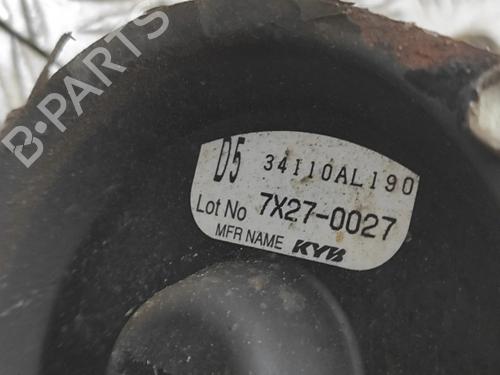 B-PARTS
D5 34110AL190
Lot No 7X27-0027
MFR NAME KYB